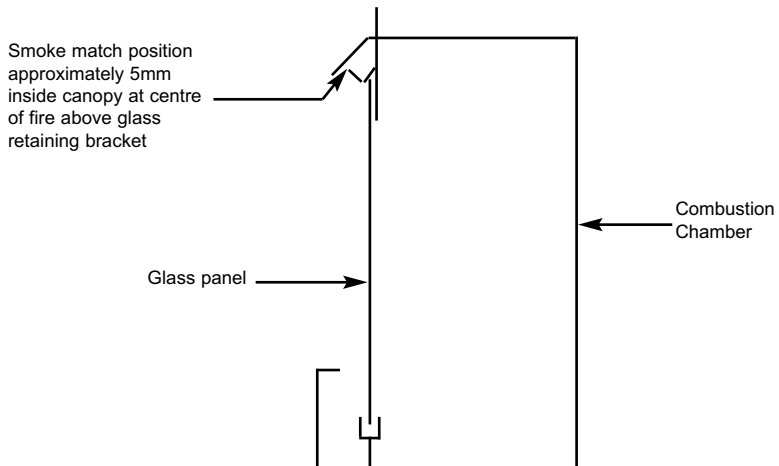 Smoke match position
approximately 5mm
inside canopy at centre
of fire above glass
retaining bracket
Combustion
Chamber
Glass panel